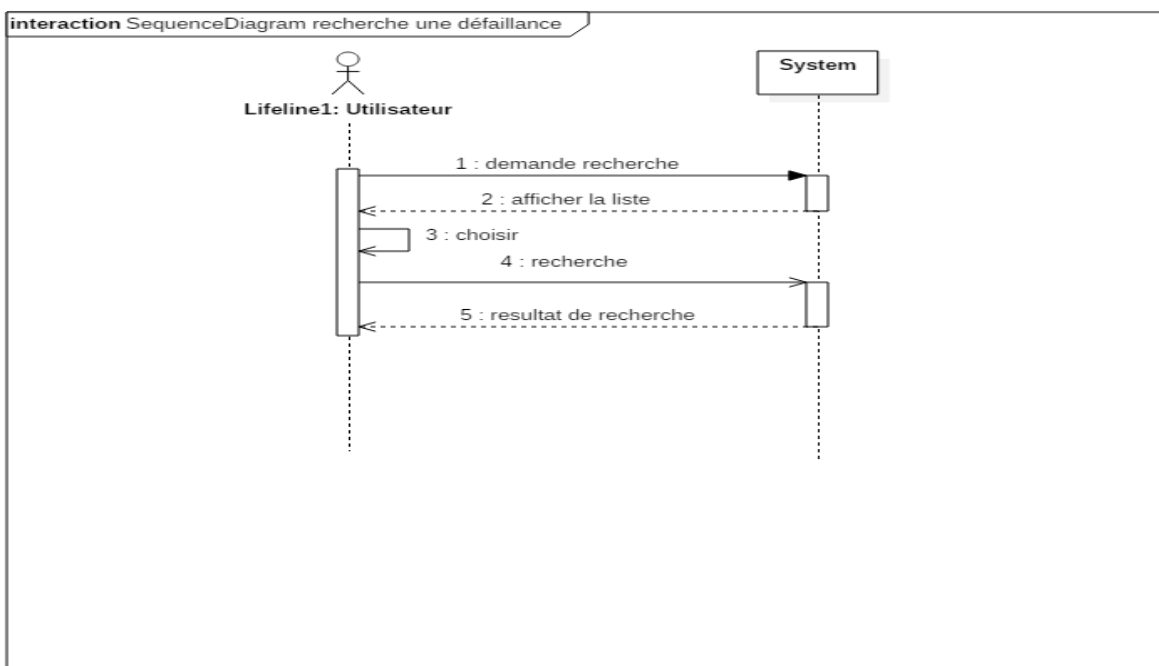 interaction SequenceDiagram recherche une défaillance
System
Lifeline1: Utilisateur
1 : demande recherche
2 : afficher la liste
3 : choisir
4 : recherche
5 : resultat de recherche